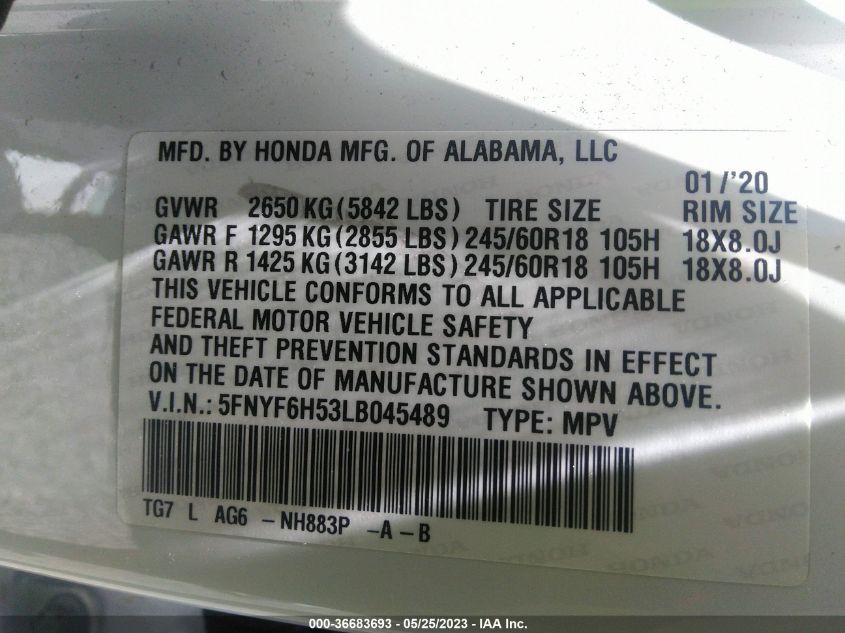 MFD. BY HONDA MFG. OF ALABAMA, LLC
01/'20
GVWR 2650 KG (5842 LBS) TIRE SIZE RIM SIZE
GAWR F 1295 KG (2855 LBS) 245/60R18 105H 18X8.0J
GAWR R 1425 KG (3142 LBS) 245/60R18 105H 18X8.0J
THIS VEHICLE CONFORMS TO ALL APPLICABLE
FEDERAL MOTOR VEHICLE SAFETY
AND THEFT PREVENTION STANDARDS IN EFFECT
ON THE DATE OF MANUFACTURE SHOWN ABOVE.
V.I.N.: 5FNYF6H53LB045489 TYPE: MPV
TG7 L AG6 - NH883P - A - B
000-36683693 - 05/25/2023 - IAA Inc.